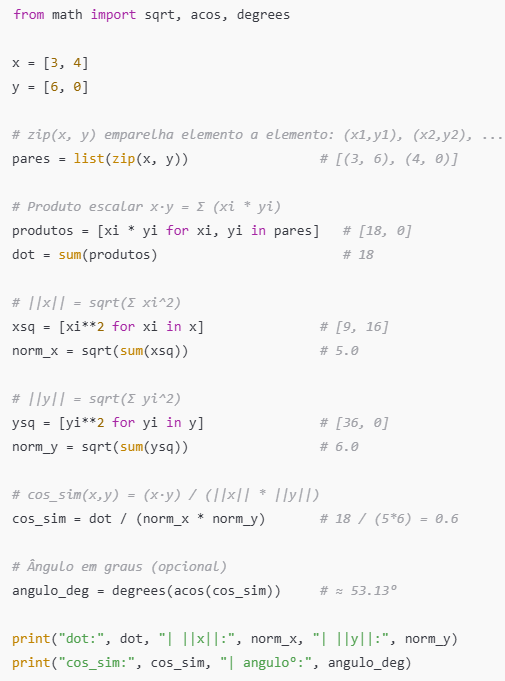 from math import sqrt, acos, degrees
x = [3, 4]
y = [6, 0]
# zip(x, y) emparelha elemento a elemento: (x1,y1), (x2,y2), ...
pares = list(zip(x, y))                # [(3, 6), (4, 0)]
# Produto escalar x·y = Σ (xi * yi)
produtos = [xi * yi for xi, yi in pares]   # [18, 0]
dot = sum(produtos)                        # 18
# ||x|| = sqrt(Σ xi^2)
xsq = [xi**2 for xi in x]               # [9, 16]
norm_x = sqrt(sum(xsq))                 # 5.0
# ||y|| = sqrt(Σ yi^2)
ysq = [yi**2 for yi in y]               # [36, 0]
norm_y = sqrt(sum(ysq))                 # 6.0
# cos_sim(x,y) = (x·y) / (||x|| * ||y||)
cos_sim = dot / (norm_x * norm_y)       # 18 / (5*6) = 0.6
# Ângulo em graus (opcional)
angulo_deg = degrees(acos(cos_sim))     # ≈ 53.13º
print("dot:", dot, "| ||x||:", norm_x, "| ||y||:", norm_y)
print("cos_sim:", cos_sim, "| anguloº:", angulo_deg)